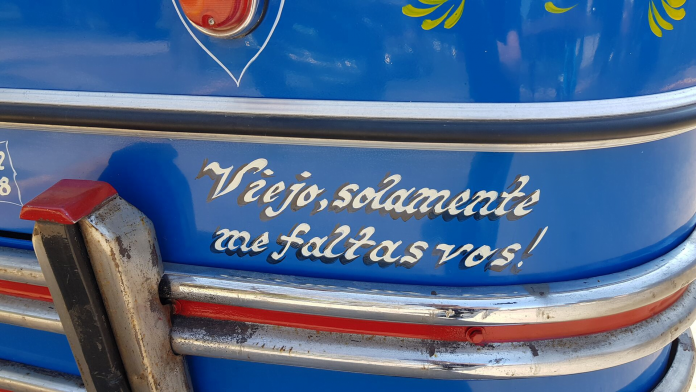 Viejo, solamente
me faltas vos!